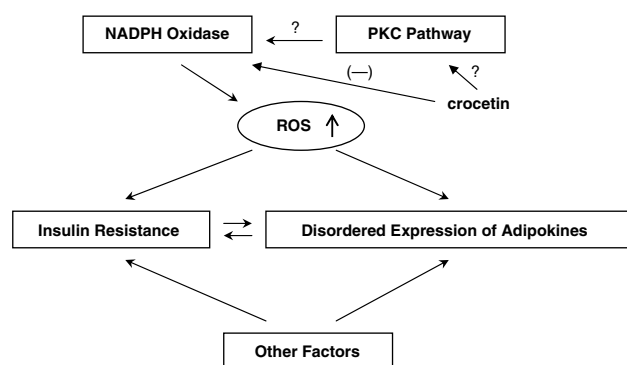 NADPH Oxidase
?
PKC Pathway
(—)
?
crocetin
ROS ↑
Insulin Resistance
Disordered Expression of Adipokines
Other Factors